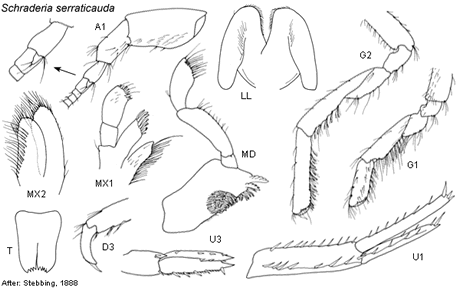 Schraderia serraticauda
A1
G2
LL
MX2
MX1
MD
G1
T
D3
U3
U1
After: Stebbing, 1888